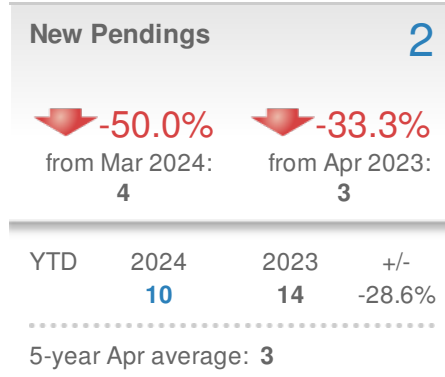 New Pendings 2
-50.0% -33.3%
from Mar 2024: from Apr 2023:
4 3
YTD 2024 2023 +/-
10 14 -28.6%
5-year Apr average: 3